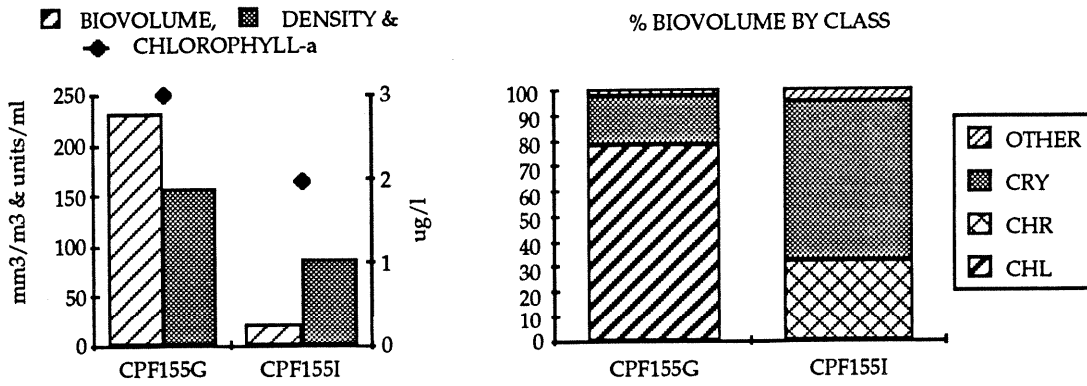 BIOVOLUME, DENSITY &
CHLOROPHYLL-a
mm3/m3 & units/ml
250
200
150
100
50
0
3
2
1
0
ug/l
CPF155G CPF155I
% BIOVOLUME BY CLASS
100
90
80
70
60
50
40
30
20
10
0
CPF155G CPF155I
OTHER
CRY
CHR
CHL